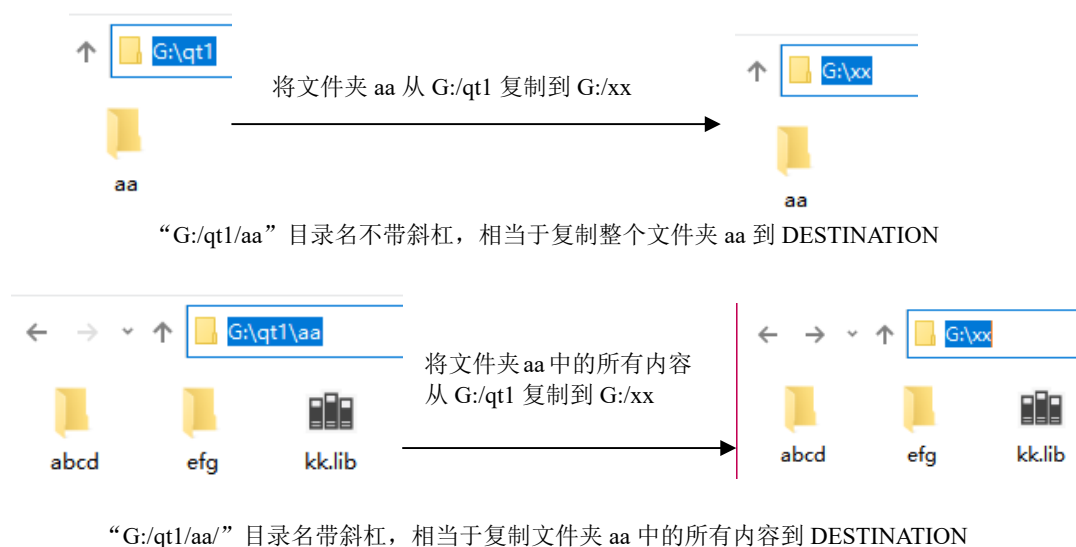 G:\qt1
将文件夹 aa 从 G:/qt1 复制到 G:/xx
G:\xx
aa
aa
“G:/qt1/aa”目录名不带斜杠，相当于复制整个文件夹 aa 到 DESTINATION
G:\qt1\aa
将文件夹 aa 中的所有内容
从 G:/qt1 复制到 G:/xx
G:\xx
abcd
efg
kk.lib
abcd
efg
kk.lib
“G:/qt1/aa/”目录名带斜杠，相当于复制文件夹 aa 中的所有内容到 DESTINATION